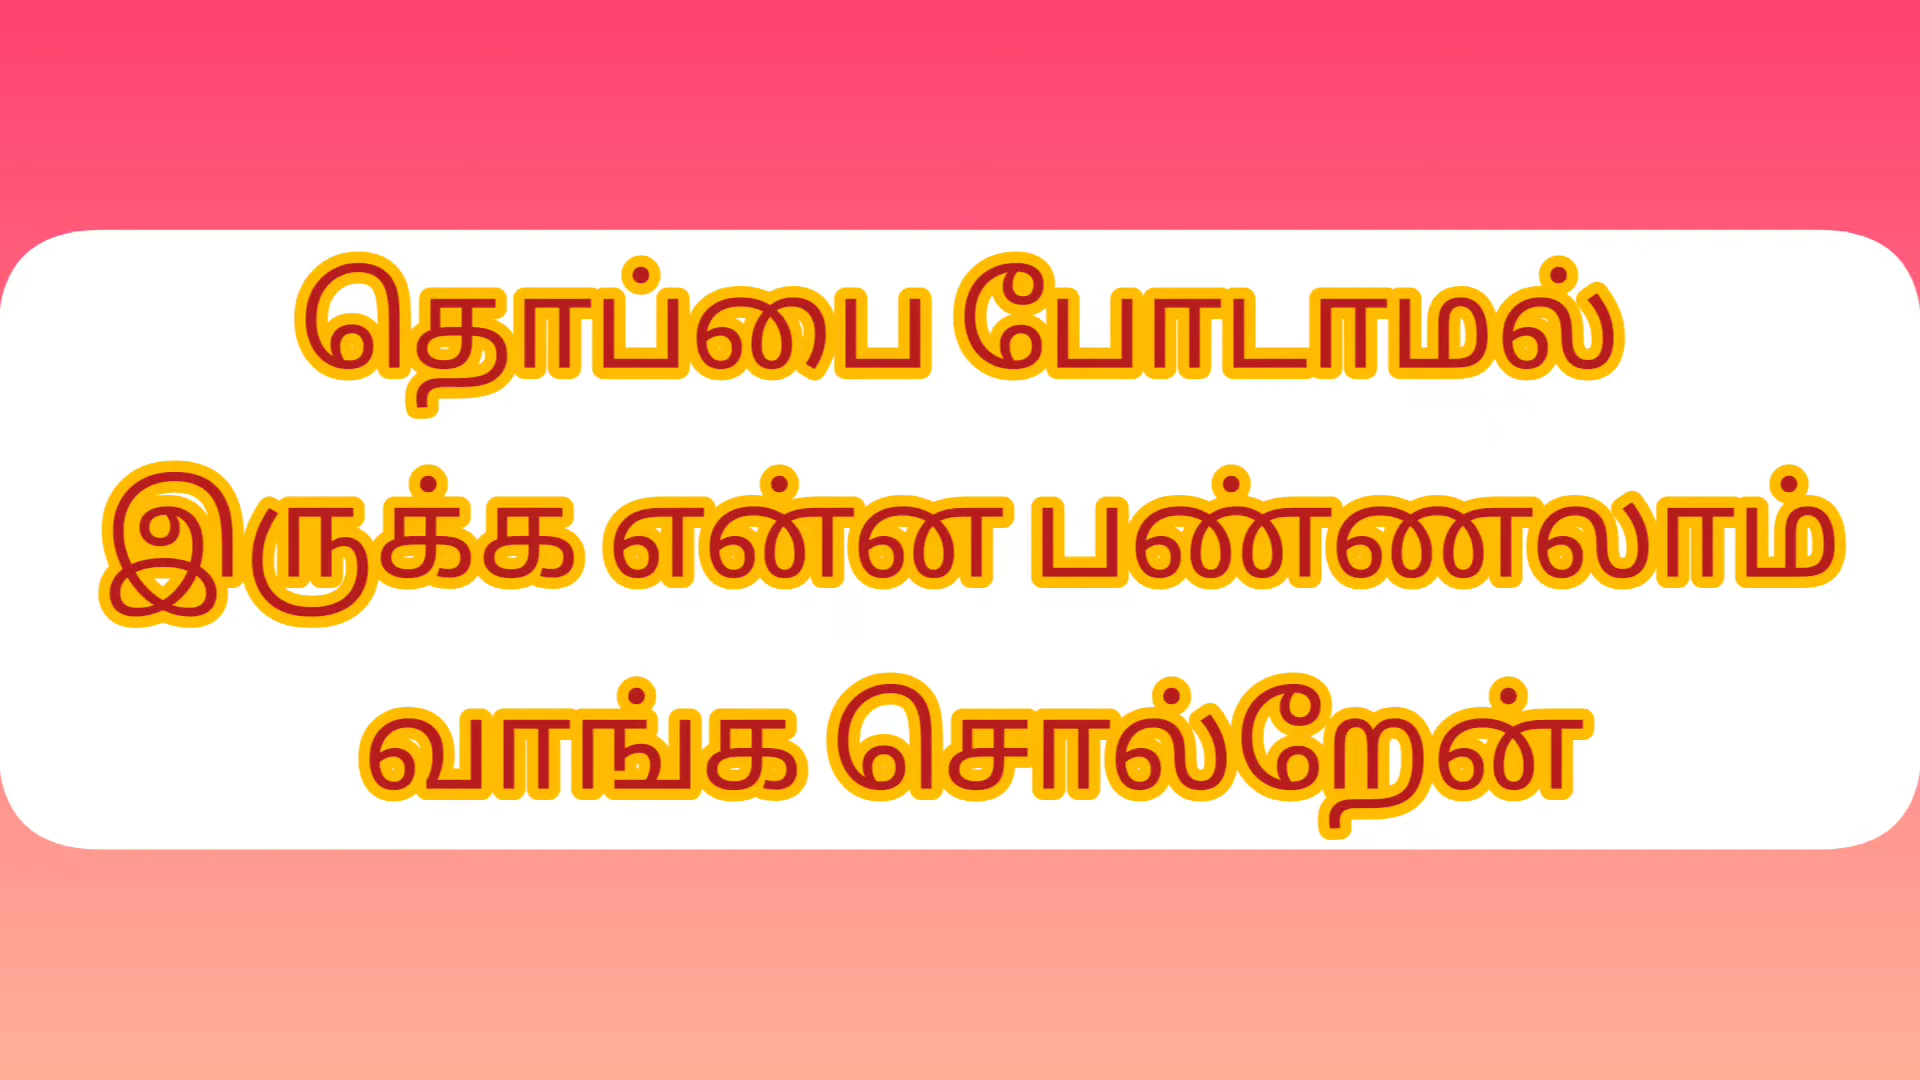 தொப்பை போடாமல்
இருக்க என்ன பண்ணலாம்
வாங்க சொல்றேன்